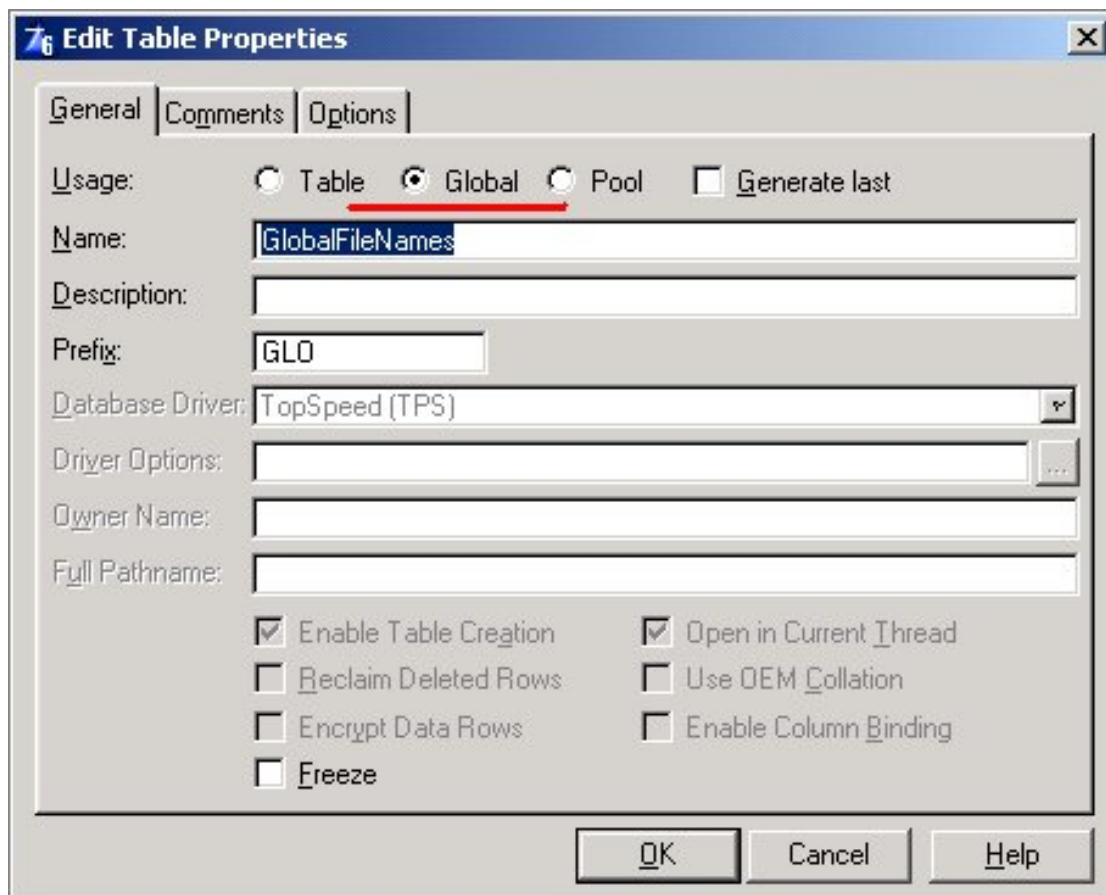 7/6 Edit Table Properties
General Comments Options
Usage: Table Global Pool Generate last
Name: GlobalFileNames
Description:
Prefix: GLO
Database Driver: TopSpeed (TPS)
Driver Options: ...
Owner Name:
Full Pathname:
Enable Table Creation Open in Current Thread
Reclaim Deleted Rows Use OEM Collation
Encrypt Data Rows Enable Column Binding
Freeze
OK Cancel Help